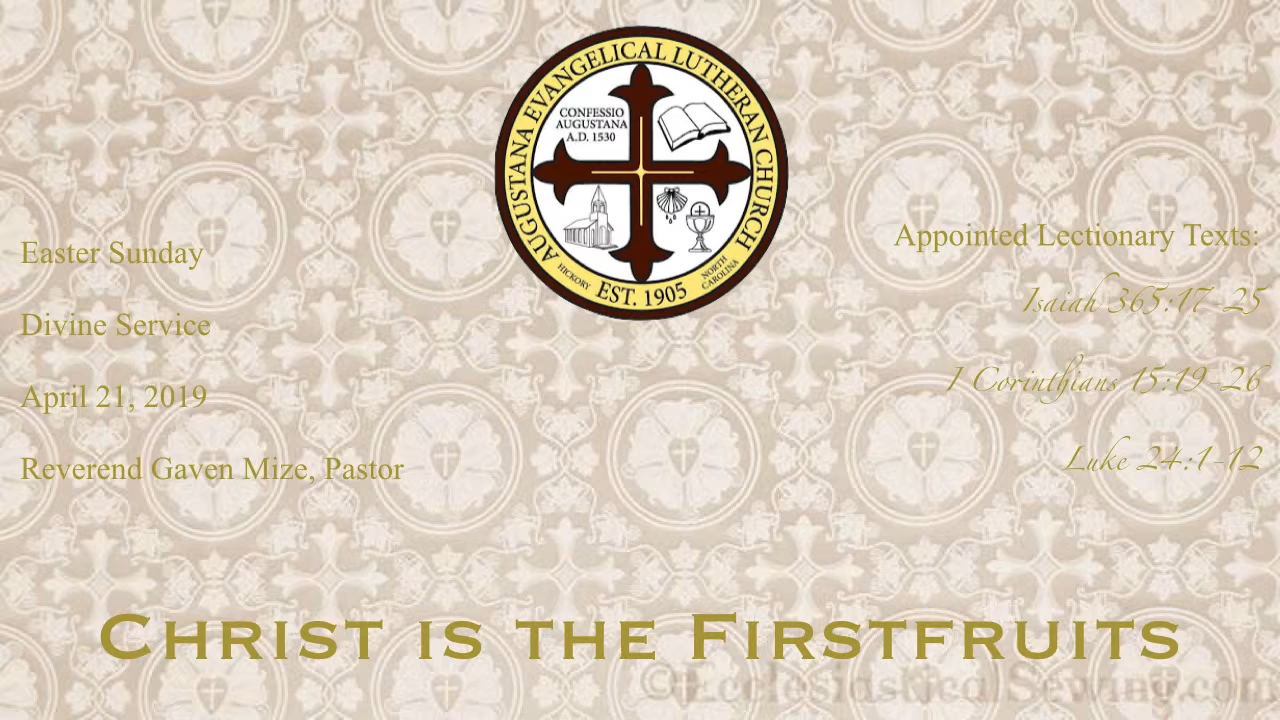 AUGUSTANA EVANGELICAL LUTHERAN CHURCH
CONFESSIO
AUGUSTANA
A.D. 1530
HICKORY
NORTH
CAROLINA
EST. 1905
Easter Sunday
Divine Service
April 21, 2019
Reverend Gaven Mize, Pastor
Appointed Lectionary Texts:
Isaiah 365:17-25
I Corinthians 15:19-26
Luke 24:1-12
Christ is the Firstfruits
©EcclesiasticalSewing.com